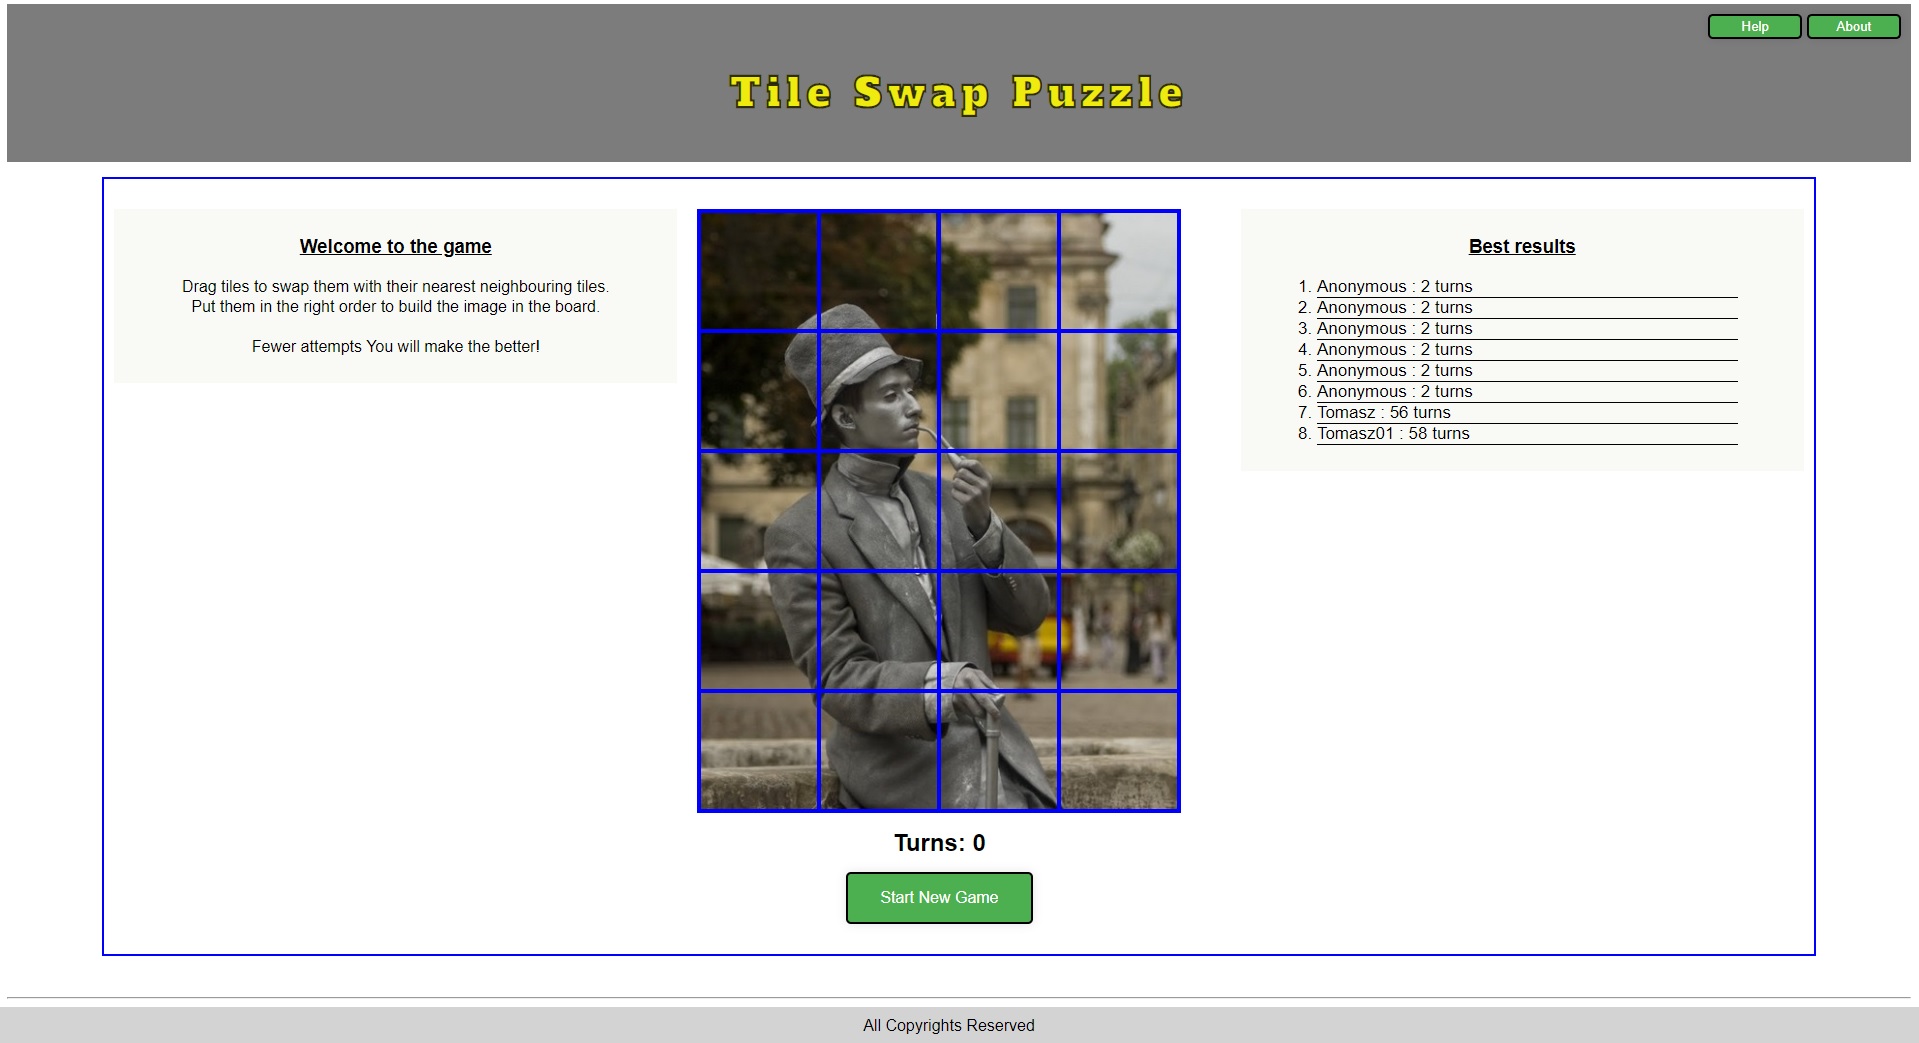 Help
About
Tile Swap Puzzle
Welcome to the game
Drag tiles to swap them with their nearest neighbouring tiles.
Put them in the right order to build the image in the board.
Fewer attempts You will make the better!
Best results
1. Anonymous : 2 turns
2. Anonymous : 2 turns
3. Anonymous : 2 turns
4. Anonymous : 2 turns
5. Anonymous : 2 turns
6. Anonymous : 2 turns
7. Tomasz : 56 turns
8. Tomasz01 : 58 turns
Turns: 0
Start New Game
All Copyrights Reserved